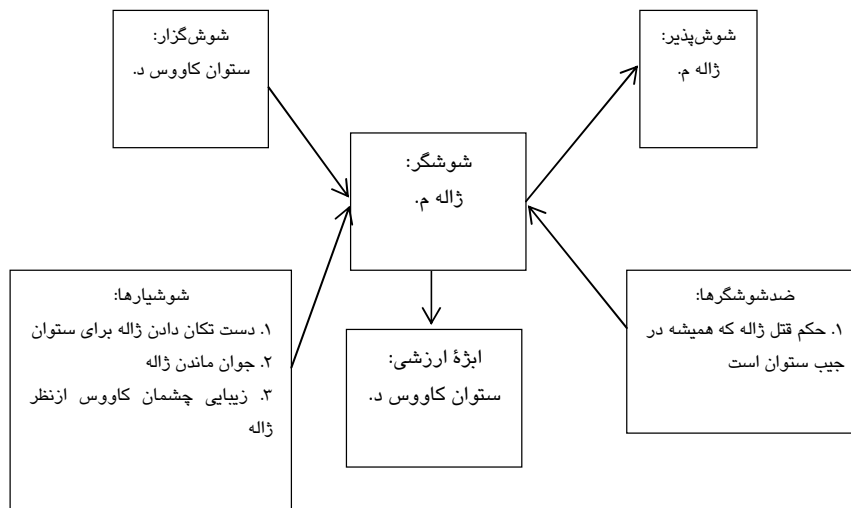 شوش‌پذیر:
ژاله م.
شوش‌گزار:
ستوان کاووس د.
شوشگر:
ژاله م.
ضدشوشگرها:
۱. حکم قتل ژاله که همیشه در
جیب ستوان است
شوشیارها:
۱. دست تکان دادن ژاله برای ستوان
۲. جوان ماندن ژاله
۳. زیبایی چشمان کاووس ازنظر
ژاله
ابژۀ ارزشی:
ستوان کاووس د.